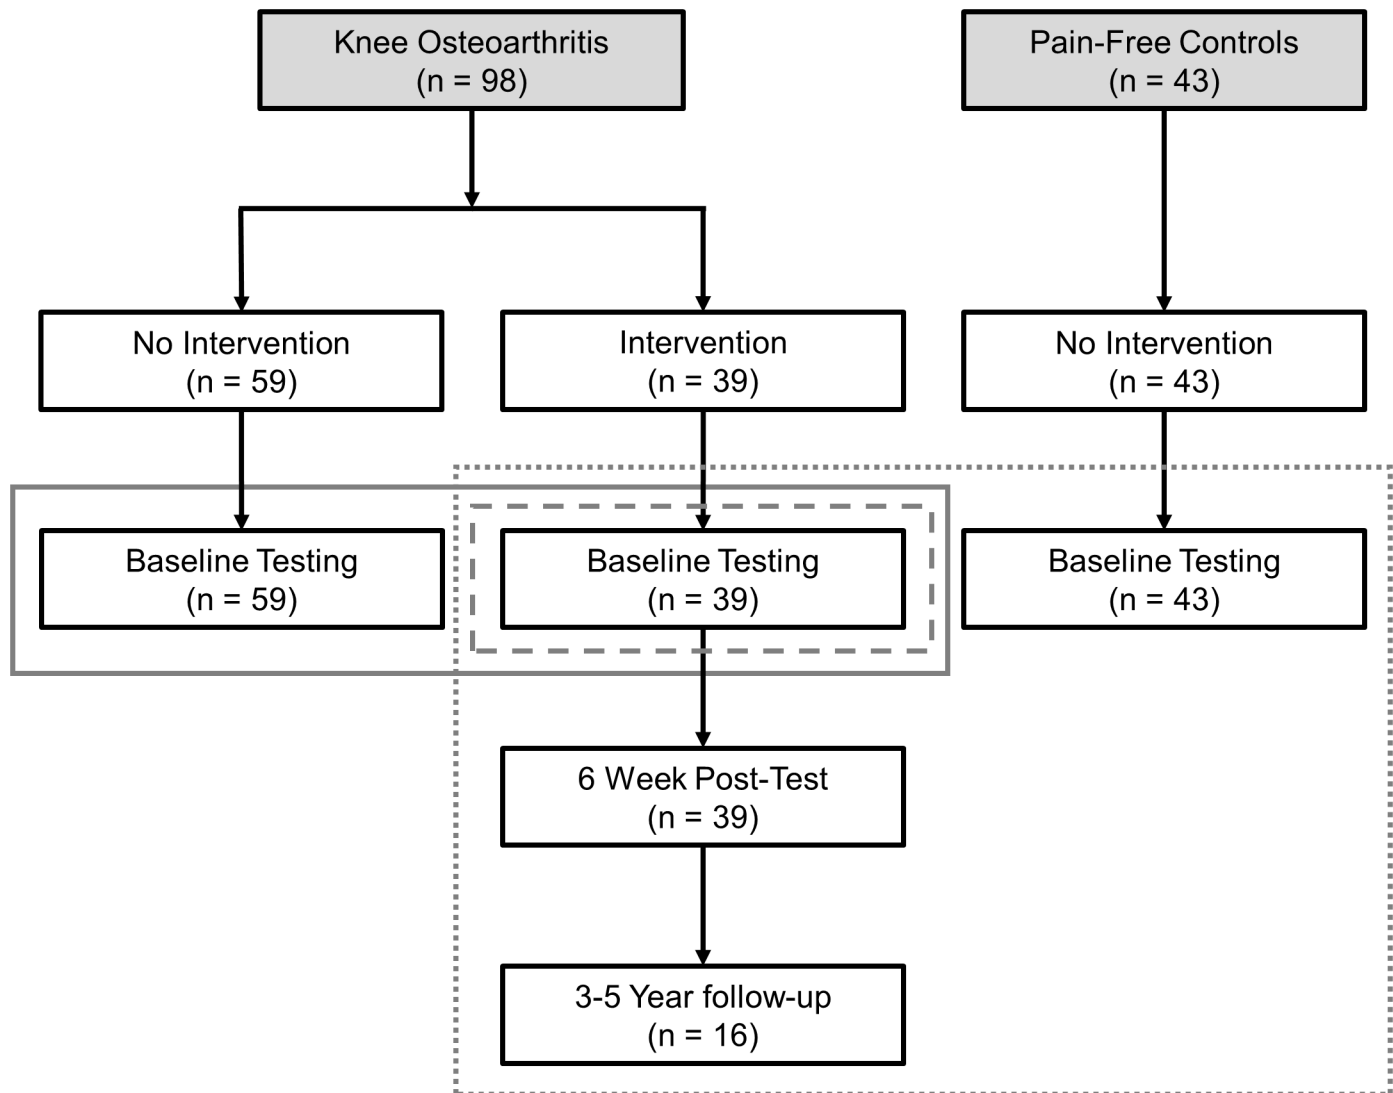 Knee Osteoarthritis
(n = 98)
Pain-Free Controls
(n = 43)
No Intervention
(n = 59)
Intervention
(n = 39)
No Intervention
(n = 43)
Baseline Testing
(n = 59)
Baseline Testing
(n = 39)
Baseline Testing
(n = 43)
6 Week Post-Test
(n = 39)
3-5 Year follow-up
(n = 16)